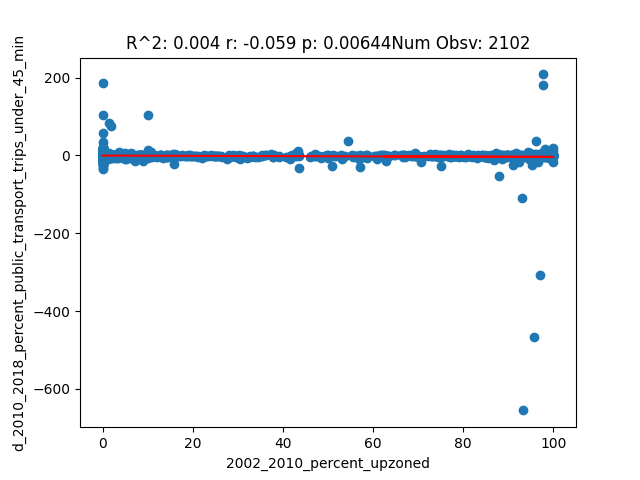 R^2: 0.004 r: -0.059 p: 0.00644Num Obsv: 2102
d_2010_2018_percent_public_transport_trips_under_45_min
200
0
−200
−400
−600
0 20 40 60 80 100
2002_2010_percent_upzoned